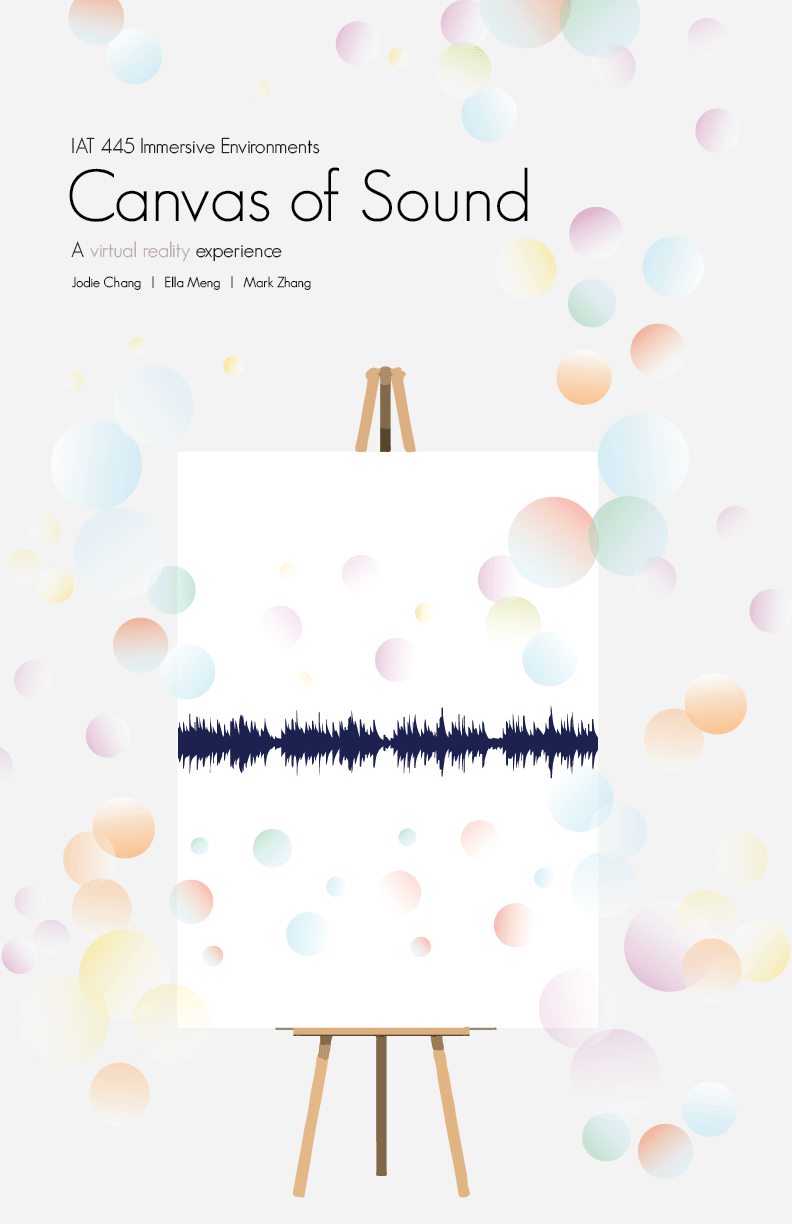 IAT 445 Immersive Environments
Canvas of Sound
A virtual reality experience
Jodie Chang | Ella Meng | Mark Zhang